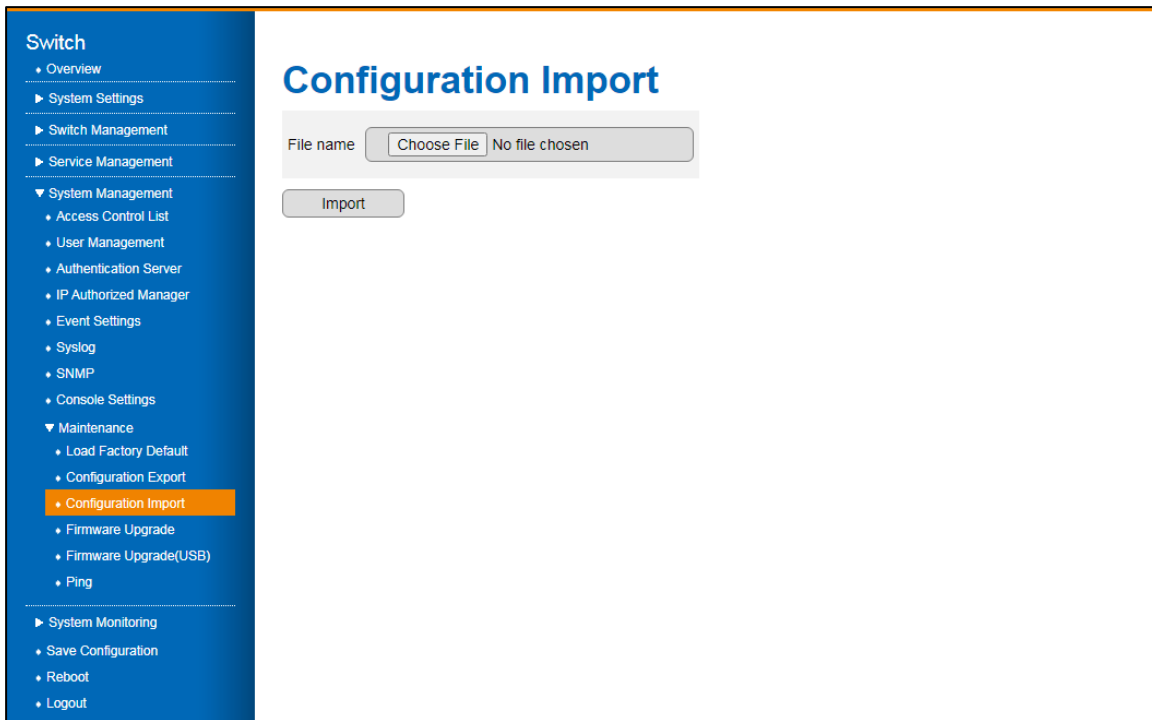 Switch
Overview
System Settings
Switch Management
Service Management
System Management
Access Control List
User Management
Authentication Server
IP Authorized Manager
Event Settings
Syslog
SNMP
Console Settings
Maintenance
Load Factory Default
Configuration Export
Configuration Import
Firmware Upgrade
Firmware Upgrade(USB)
Ping
System Monitoring
Save Configuration
Reboot
Logout
Configuration Import
File name Choose File No file chosen
Import